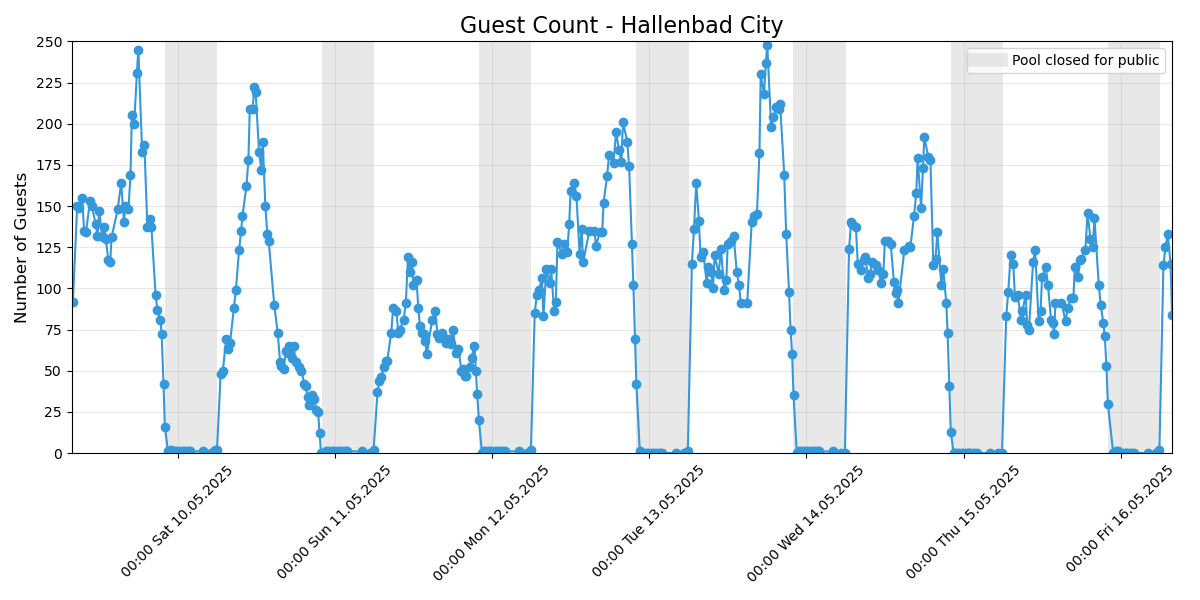 Guest Count - Hallenbad City
Pool closed for public
Number of Guests
250
225
200
175
150
125
100
75
50
25
0
00:00 Sat 10.05.2025
00:00 Sun 11.05.2025
00:00 Mon 12.05.2025
00:00 Tue 13.05.2025
00:00 Wed 14.05.2025
00:00 Thu 15.05.2025
00:00 Fri 16.05.2025